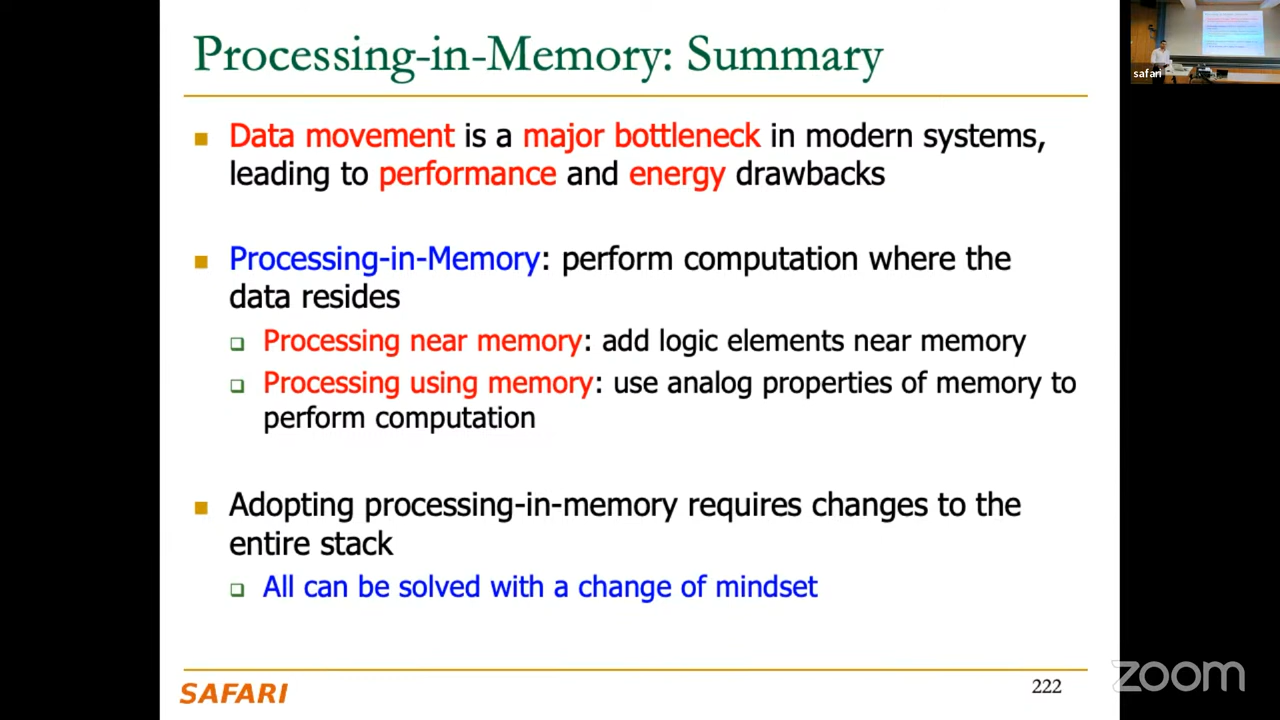 Processing-in-Memory: Summary
safari
Data movement is a major bottleneck in modern systems,
leading to performance and energy drawbacks
Processing-in-Memory: perform computation where the
data resides
Processing near memory: add logic elements near memory
Processing using memory: use analog properties of memory to
perform computation
Adopting processing-in-memory requires changes to the
entire stack
All can be solved with a change of mindset
SAFARI
222
zoom